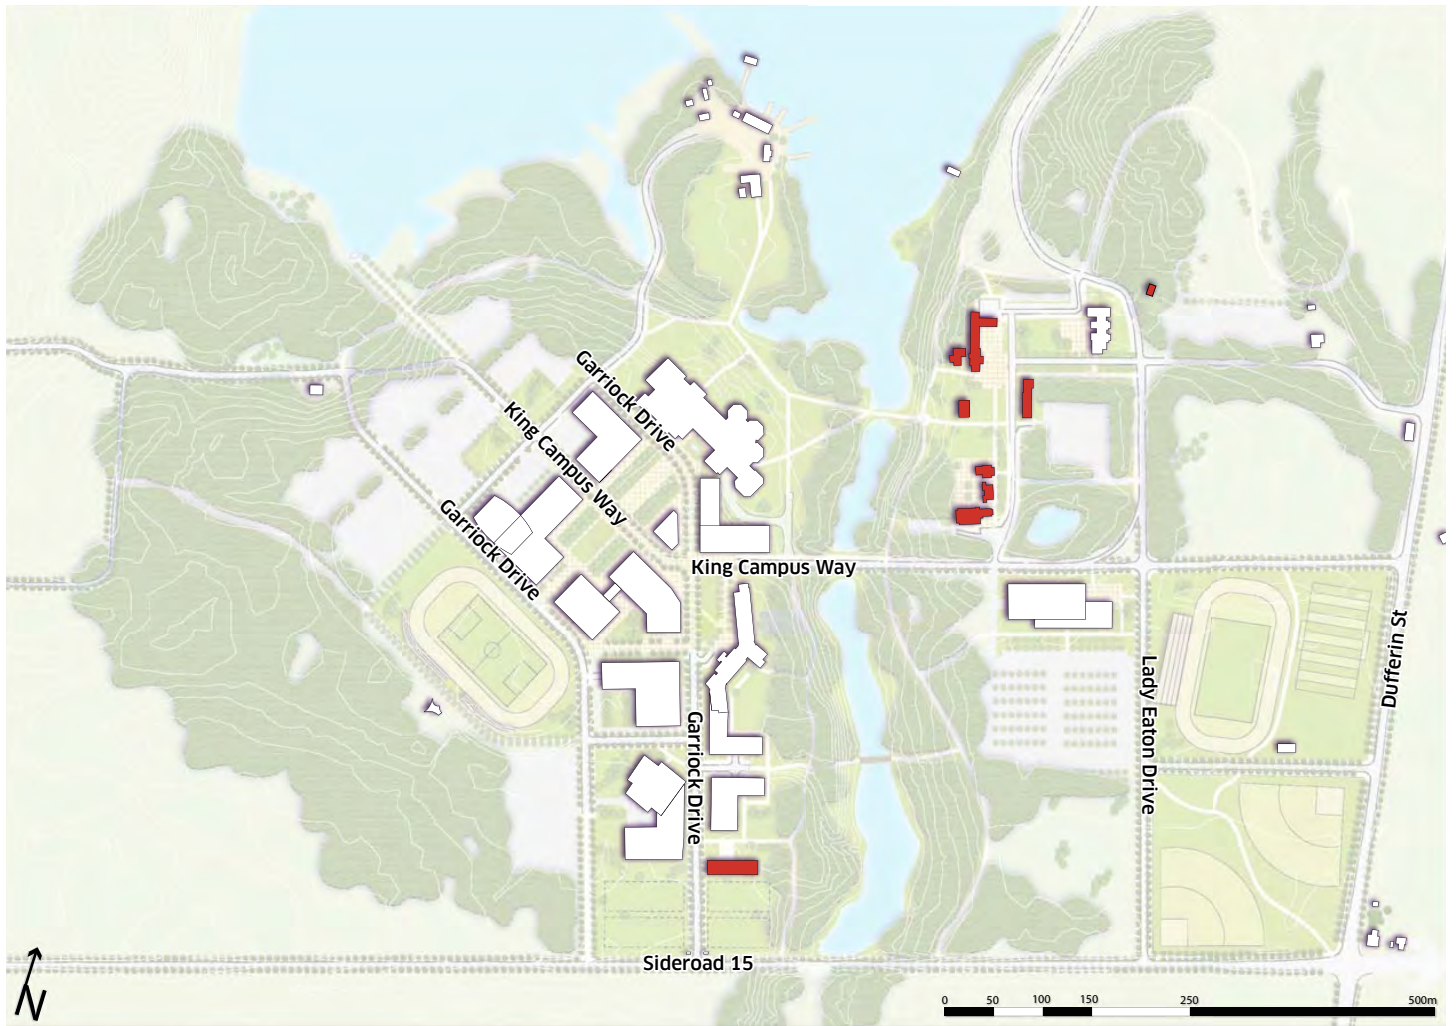 Garriock Drive
King Campus Way
Garriock Drive
King Campus Way
Garriock Drive
Lady Eaton Drive
Dufferin St
Sideroad 15
N
0 50 100 150 250 500m